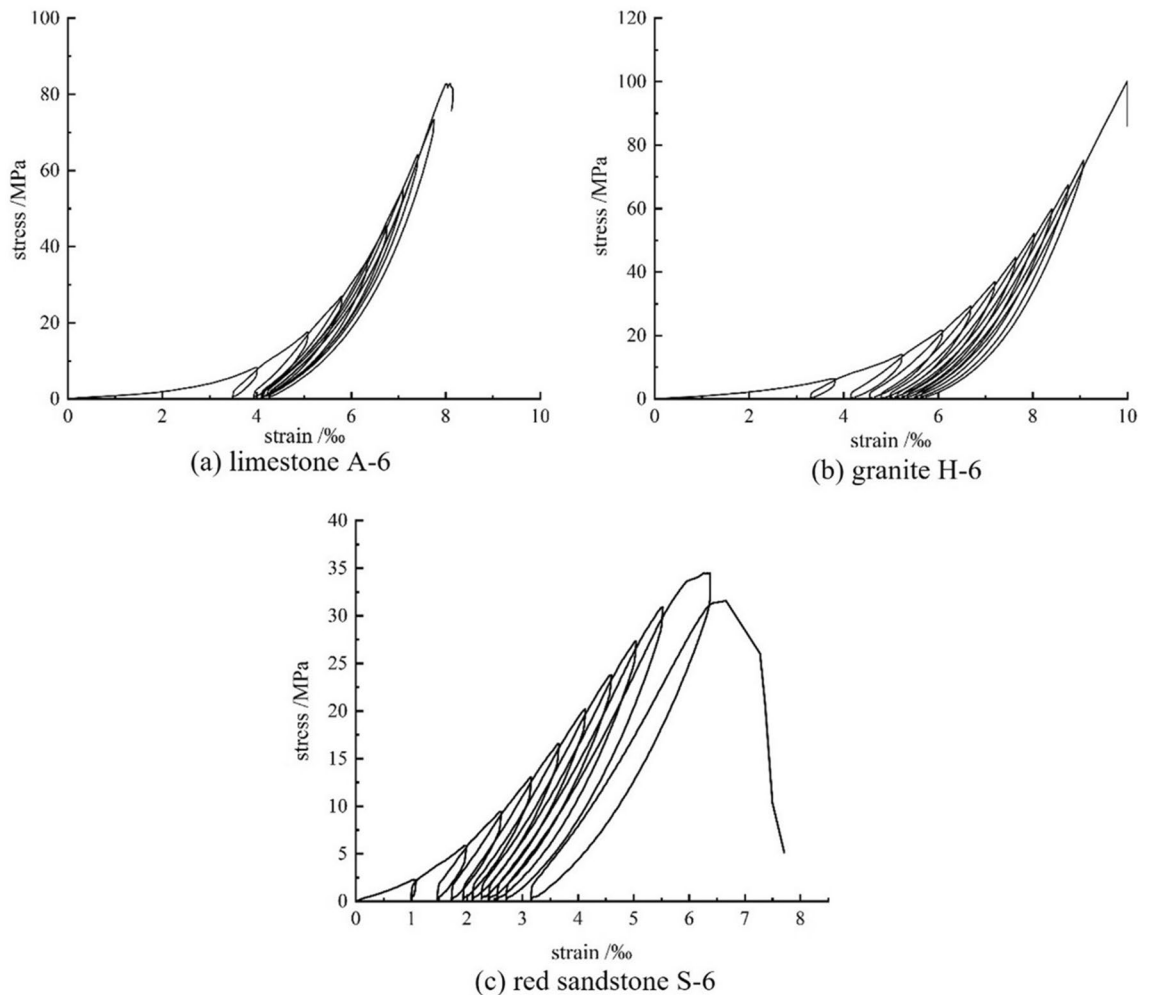 100
80
60
40
20
0
stress /MPa
0 2 4 6 8 10
strain /‰
(a) limestone A-6
120
100
80
60
40
20
0
stress /MPa
0 2 4 6 8 10
strain /‰
(b) granite H-6
40
35
30
25
20
15
10
5
0
stress /MPa
0 1 2 3 4 5 6 7 8
strain /‰
(c) red sandstone S-6